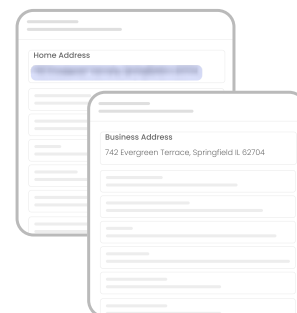 Home Address
Business Address
742 Evergreen Terrace, Springfield IL 62704